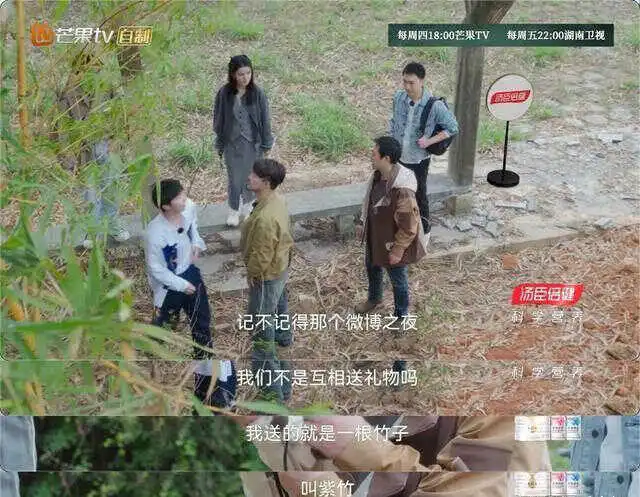 芒果TV 自制
每周四18:00芒果TV 每周五22:00湖南卫视
汤臣倍健
汤臣倍健
科学营养
记不记得那个微博之夜
我们不是互相送礼物吗
科学营养
我送的就是一根竹子
叫紫竹